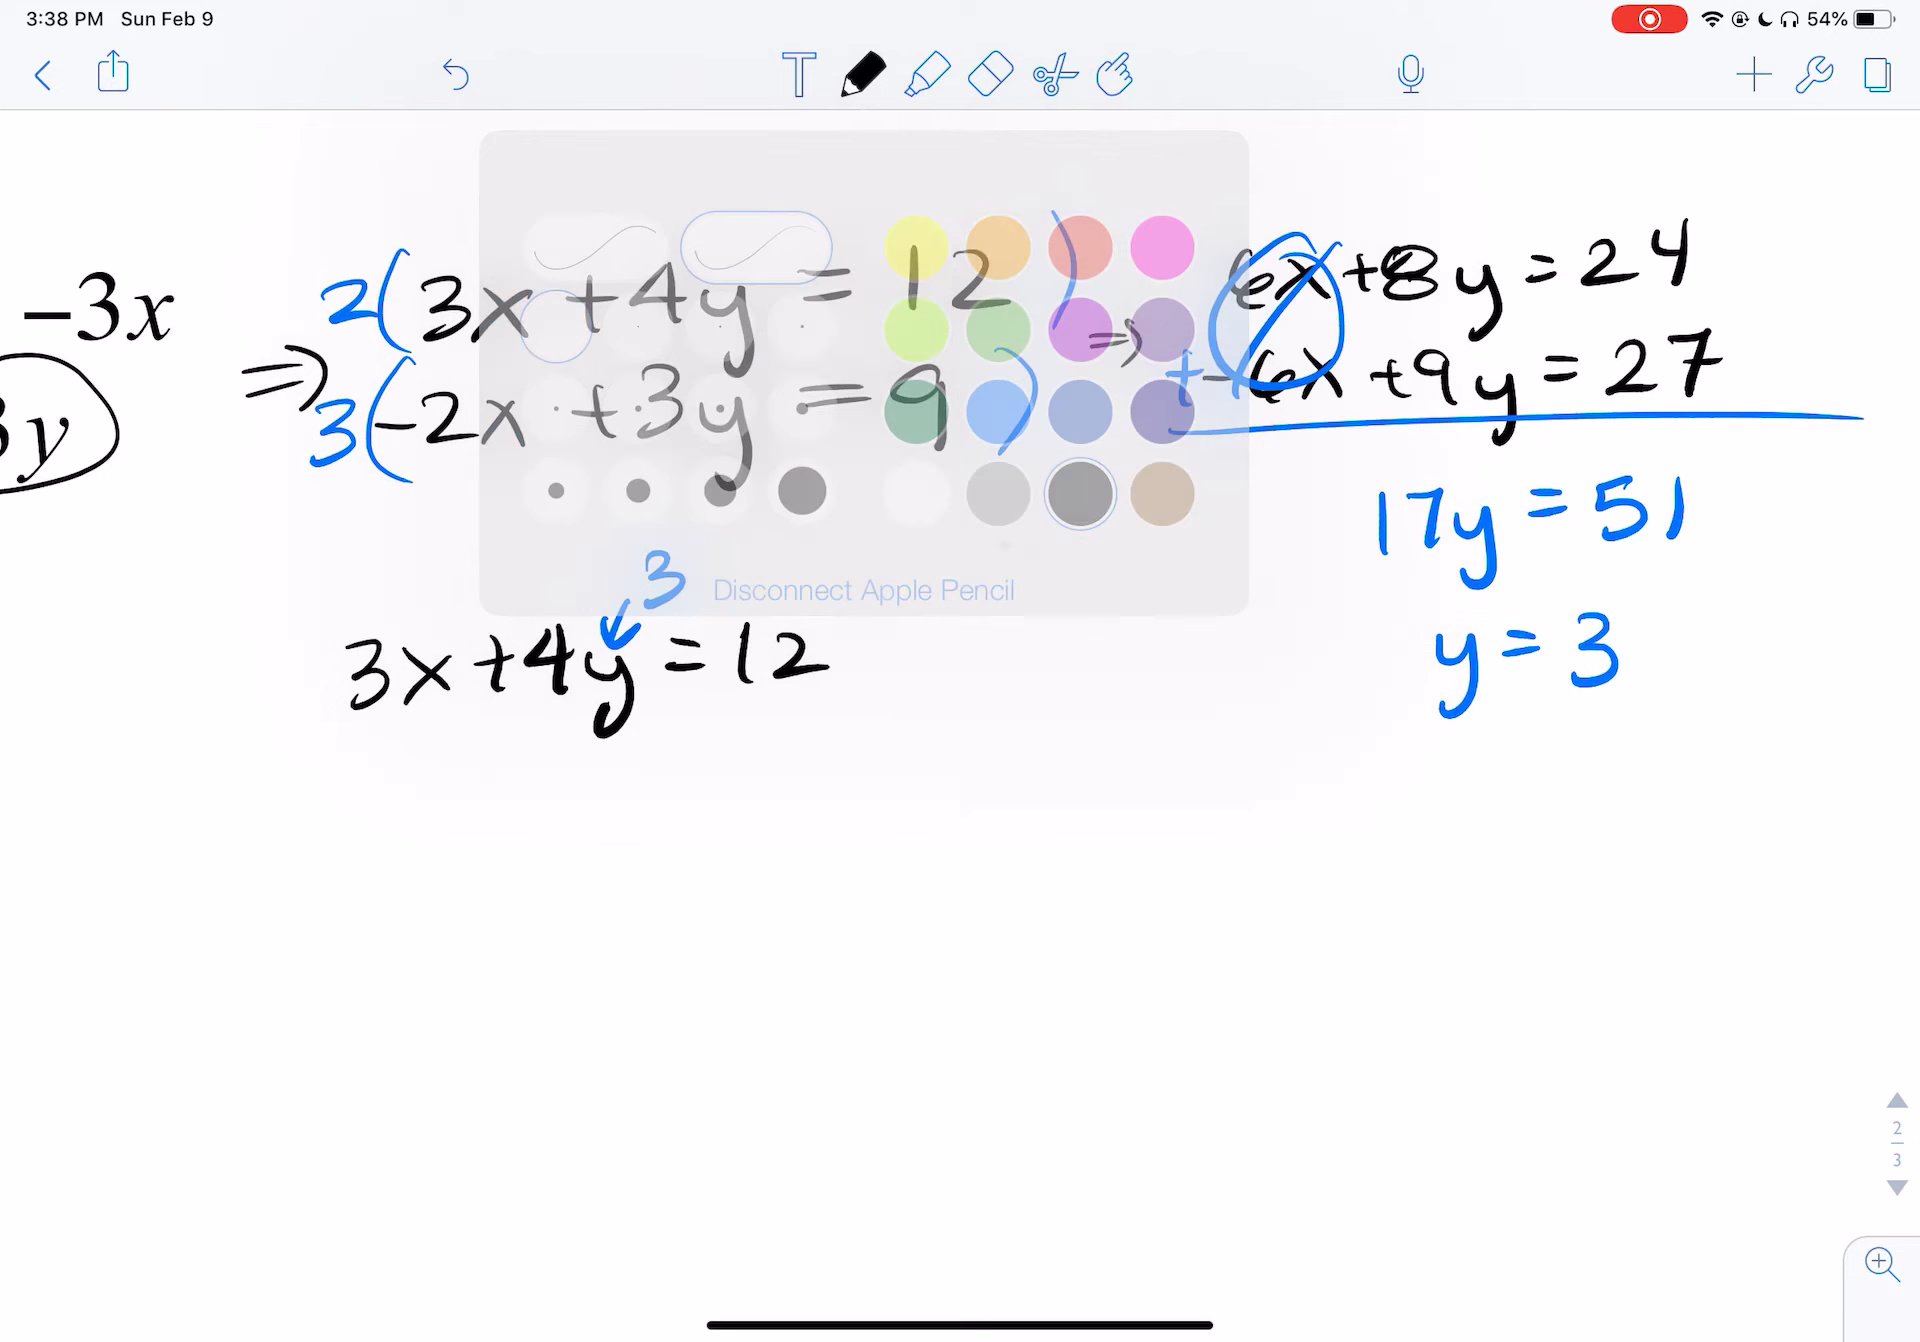 3:38 PM Sun Feb 9
54%
T
−3x
y
⇒ 2(3x + 4y = 12)
3(−2x + 3y = 9)
⇒ 6x + 8y = 24
+ −6x + 9y = 27
17y = 51
y = 3
3
3x + 4y = 12
Disconnect Apple Pencil
2
3